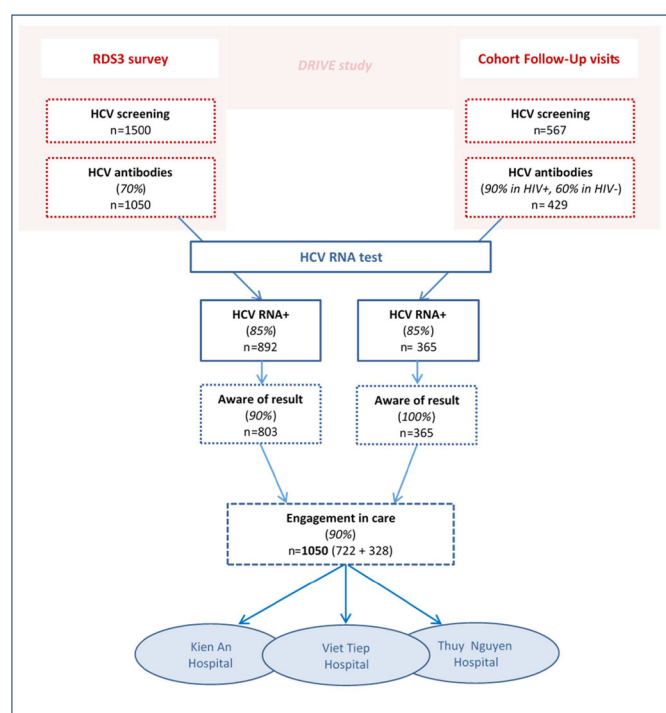 RDS3 survey
DRIVE study
Cohort Follow-Up visits
HCV screening
n=1500
HCV screening
n=567
HCV antibodies
(70%)
n=1050
HCV antibodies
(90% in HIV+, 60% in HIV-)
n= 429
HCV RNA test
HCV RNA+
(85%)
n=892
HCV RNA+
(85%)
n= 365
Aware of result
(90%)
n=803
Aware of result
(100%)
n=365
Engagement in care
(90%)
n=1050 (722 + 328)
Kien An
Hospital
Viet Tiep
Hospital
Thuy Nguyen
Hospital